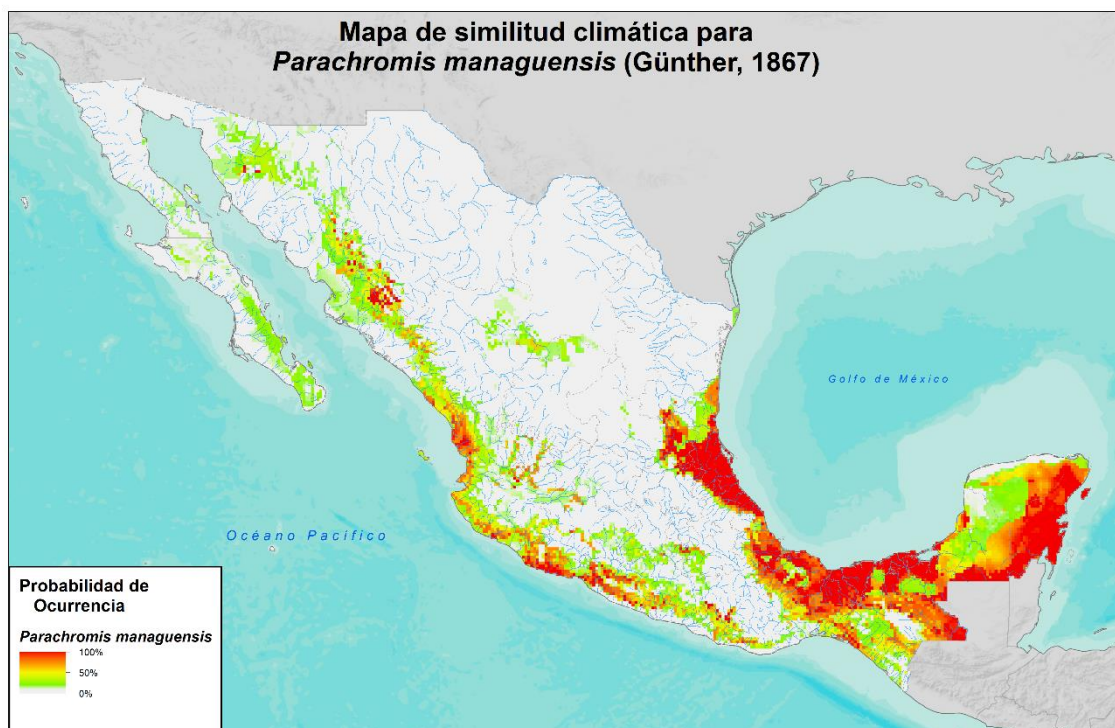 Mapa de similitud climática para
Parachromis managuensis (Günther, 1867)
Golfo de México
Océano Pacífico
Probabilidad de
Ocurrencia
Parachromis managuensis
100%
50%
0%